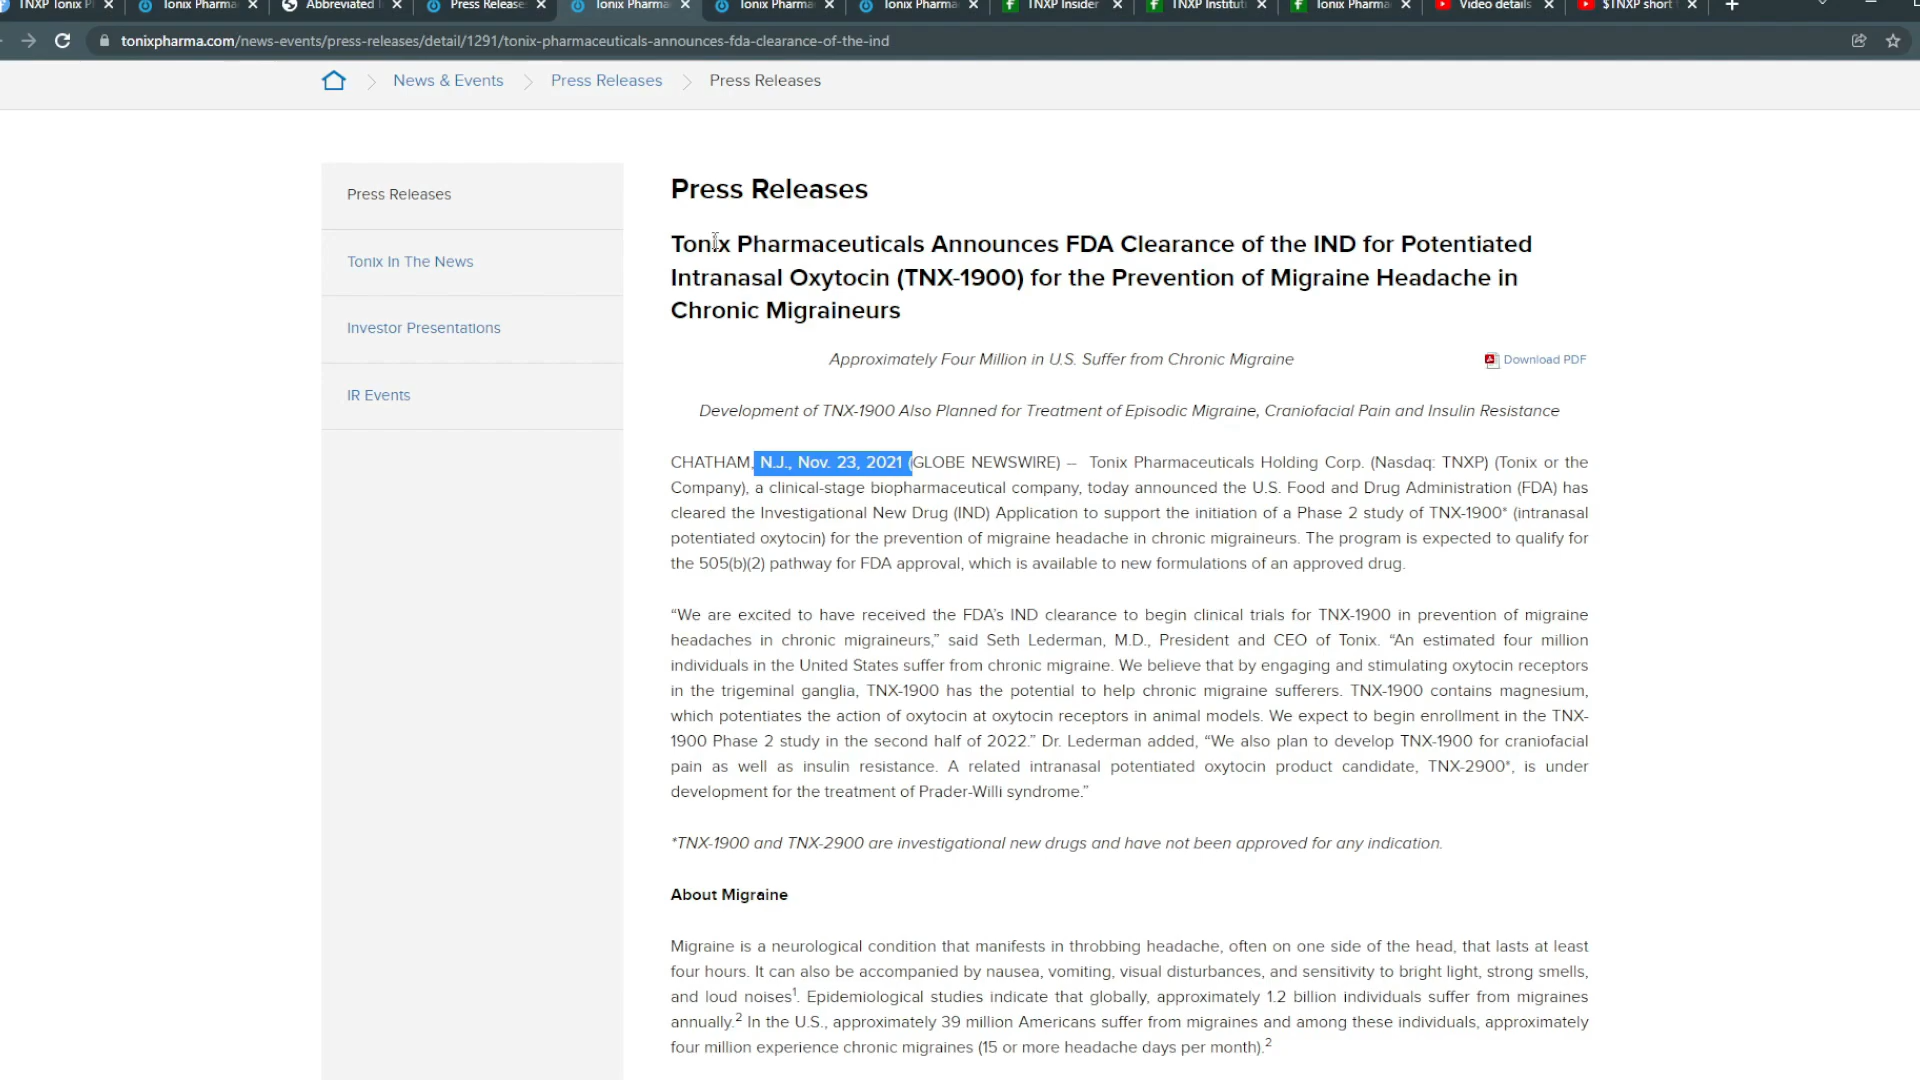 TNXP Tonix P
Tonix Pharma
Abbreviated
Press Release
Tonix Pharma
Tonix Pharma
Tonix Pharma
TNXP Insider
TNXP Instituti
Tonix Pharma
Video details
$TNXP short
tonixpharma.com/news-events/press-releases/detail/1291/tonix-pharmaceuticals-announces-fda-clearance-of-the-ind
News & Events
Press Releases
Press Releases
Press Releases
Tonix In The News
Investor Presentations
IR Events
Press Releases
Tonix Pharmaceuticals Announces FDA Clearance of the IND for Potentiated
Intranasal Oxytocin (TNX-1900) for the Prevention of Migraine Headache in
Chronic Migraineurs
Approximately Four Million in U.S. Suffer from Chronic Migraine
Download PDF
Development of TNX-1900 Also Planned for Treatment of Episodic Migraine, Craniofacial Pain and Insulin Resistance
CHATHAM, N.J., Nov. 23, 2021 (GLOBE NEWSWIRE) – Tonix Pharmaceuticals Holding Corp. (Nasdaq: TNXP) (Tonix or the
Company), a clinical-stage biopharmaceutical company, today announced the U.S. Food and Drug Administration (FDA) has
cleared the Investigational New Drug (IND) Application to support the initiation of a Phase 2 study of TNX-1900* (intranasal
potentiated oxytocin) for the prevention of migraine headache in chronic migraineurs. The program is expected to qualify for
the 505(b)(2) pathway for FDA approval, which is available to new formulations of an approved drug.
“We are excited to have received the FDA’s IND clearance to begin clinical trials for TNX-1900 in prevention of migraine
headaches in chronic migraineurs,” said Seth Lederman, M.D., President and CEO of Tonix. “An estimated four million
individuals in the United States suffer from chronic migraine. We believe that by engaging and stimulating oxytocin receptors
in the trigeminal ganglia, TNX-1900 has the potential to help chronic migraine sufferers. TNX-1900 contains magnesium,
which potentiates the action of oxytocin at oxytocin receptors in animal models. We expect to begin enrollment in the TNX-
1900 Phase 2 study in the second half of 2022.” Dr. Lederman added, “We also plan to develop TNX-1900 for craniofacial
pain as well as insulin resistance. A related intranasal potentiated oxytocin product candidate, TNX-2900*, is under
development for the treatment of Prader-Willi syndrome.”
*TNX-1900 and TNX-2900 are investigational new drugs and have not been approved for any indication.
About Migraine
Migraine is a neurological condition that manifests in throbbing headache, often on one side of the head, that lasts at least
four hours. It can also be accompanied by nausea, vomiting, visual disturbances, and sensitivity to bright light, strong smells,
and loud noises¹. Epidemiological studies indicate that globally, approximately 1.2 billion individuals suffer from migraines
annually.² In the U.S., approximately 39 million Americans suffer from migraines and among these individuals, approximately
four million experience chronic migraines (15 or more headache days per month).²